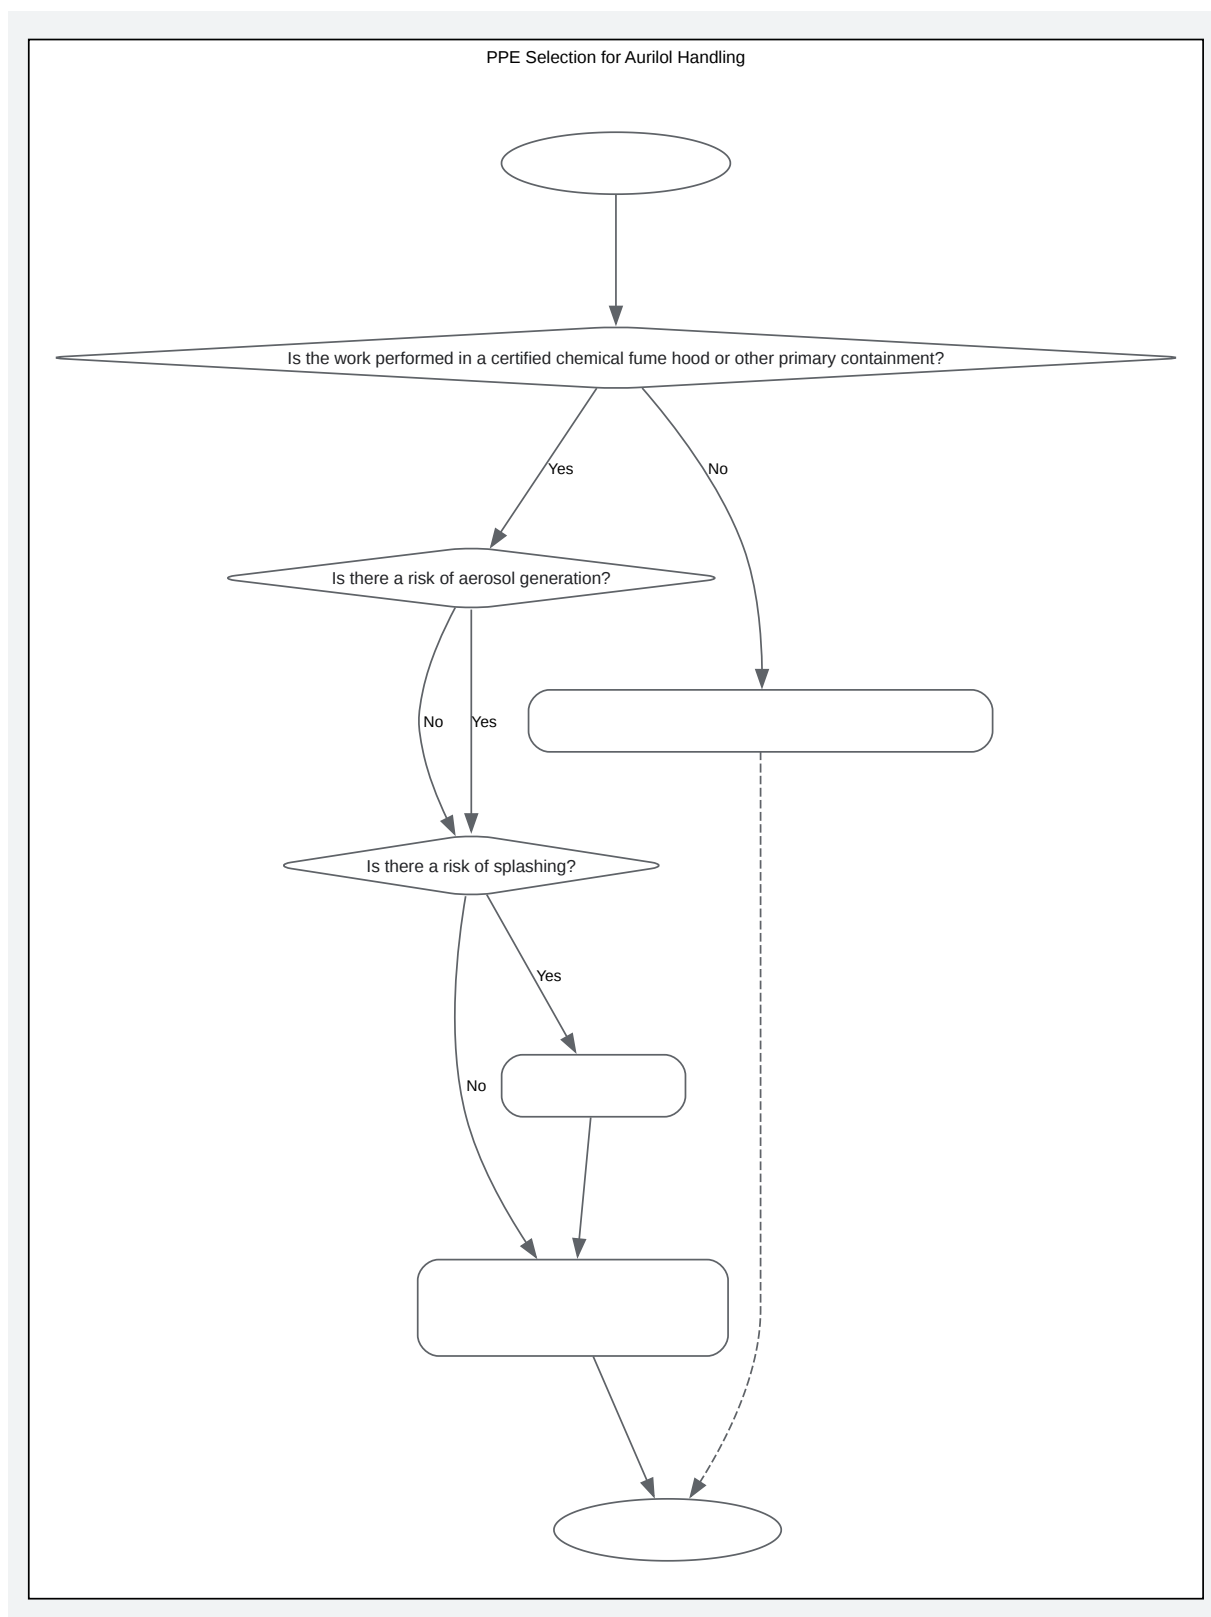 PPE Selection for Aurilol Handling
Is the work performed in a certified chemical fume hood or other primary containment?
Yes
No
Is there a risk of aerosol generation?
No
Yes
Is there a risk of splashing?
Yes
No